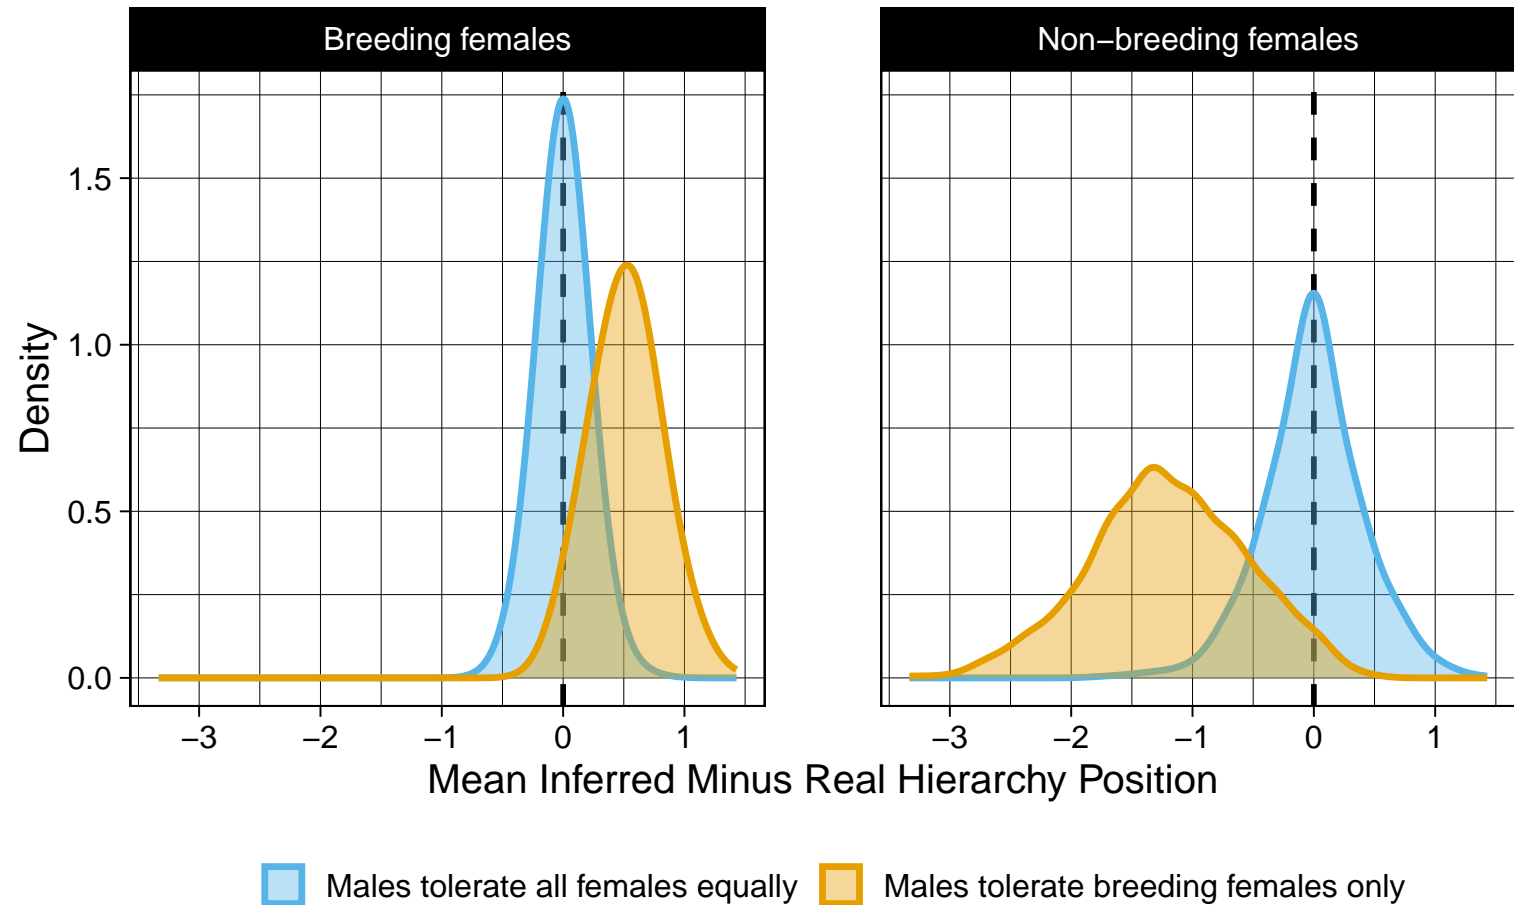 Breeding females
Non−breeding females
Density
1.5
1.0
0.5
0.0
−3 −2 −1 0 1
−3 −2 −1 0 1
Mean Inferred Minus Real Hierarchy Position
Males tolerate all females equally
Males tolerate breeding females only